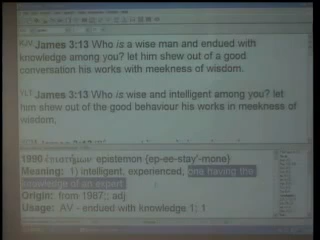 KJV James 3:13 Who is a wise man and endued with
knowledge among you? let him shew out of a good
conversation his works with meekness of wisdom.
YLT James 3:13 Who is wise and intelligent among you? let
him shew out of the good behaviour his works in meekness of
wisdom,
1990 ἐπιστήμων epistemon {ep-ee-stay'-mone}
Meaning: 1) intelligent, experienced, one having the
knowledge of an expert
Origin: from 1987;; adj
Usage: AV - endued with knowledge 1; 1